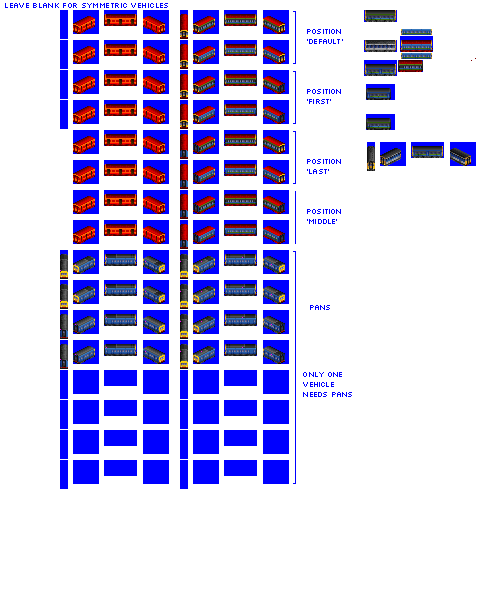 LEAVE BLANK FOR SYMMETRIC VEHICLES
POSITION
'DEFAULT'
POSITION
'FIRST'
POSITION
'LAST'
POSITION
'MIDDLE'
PANS
ONLY ONE
VEHICLE
NEEDS PANS